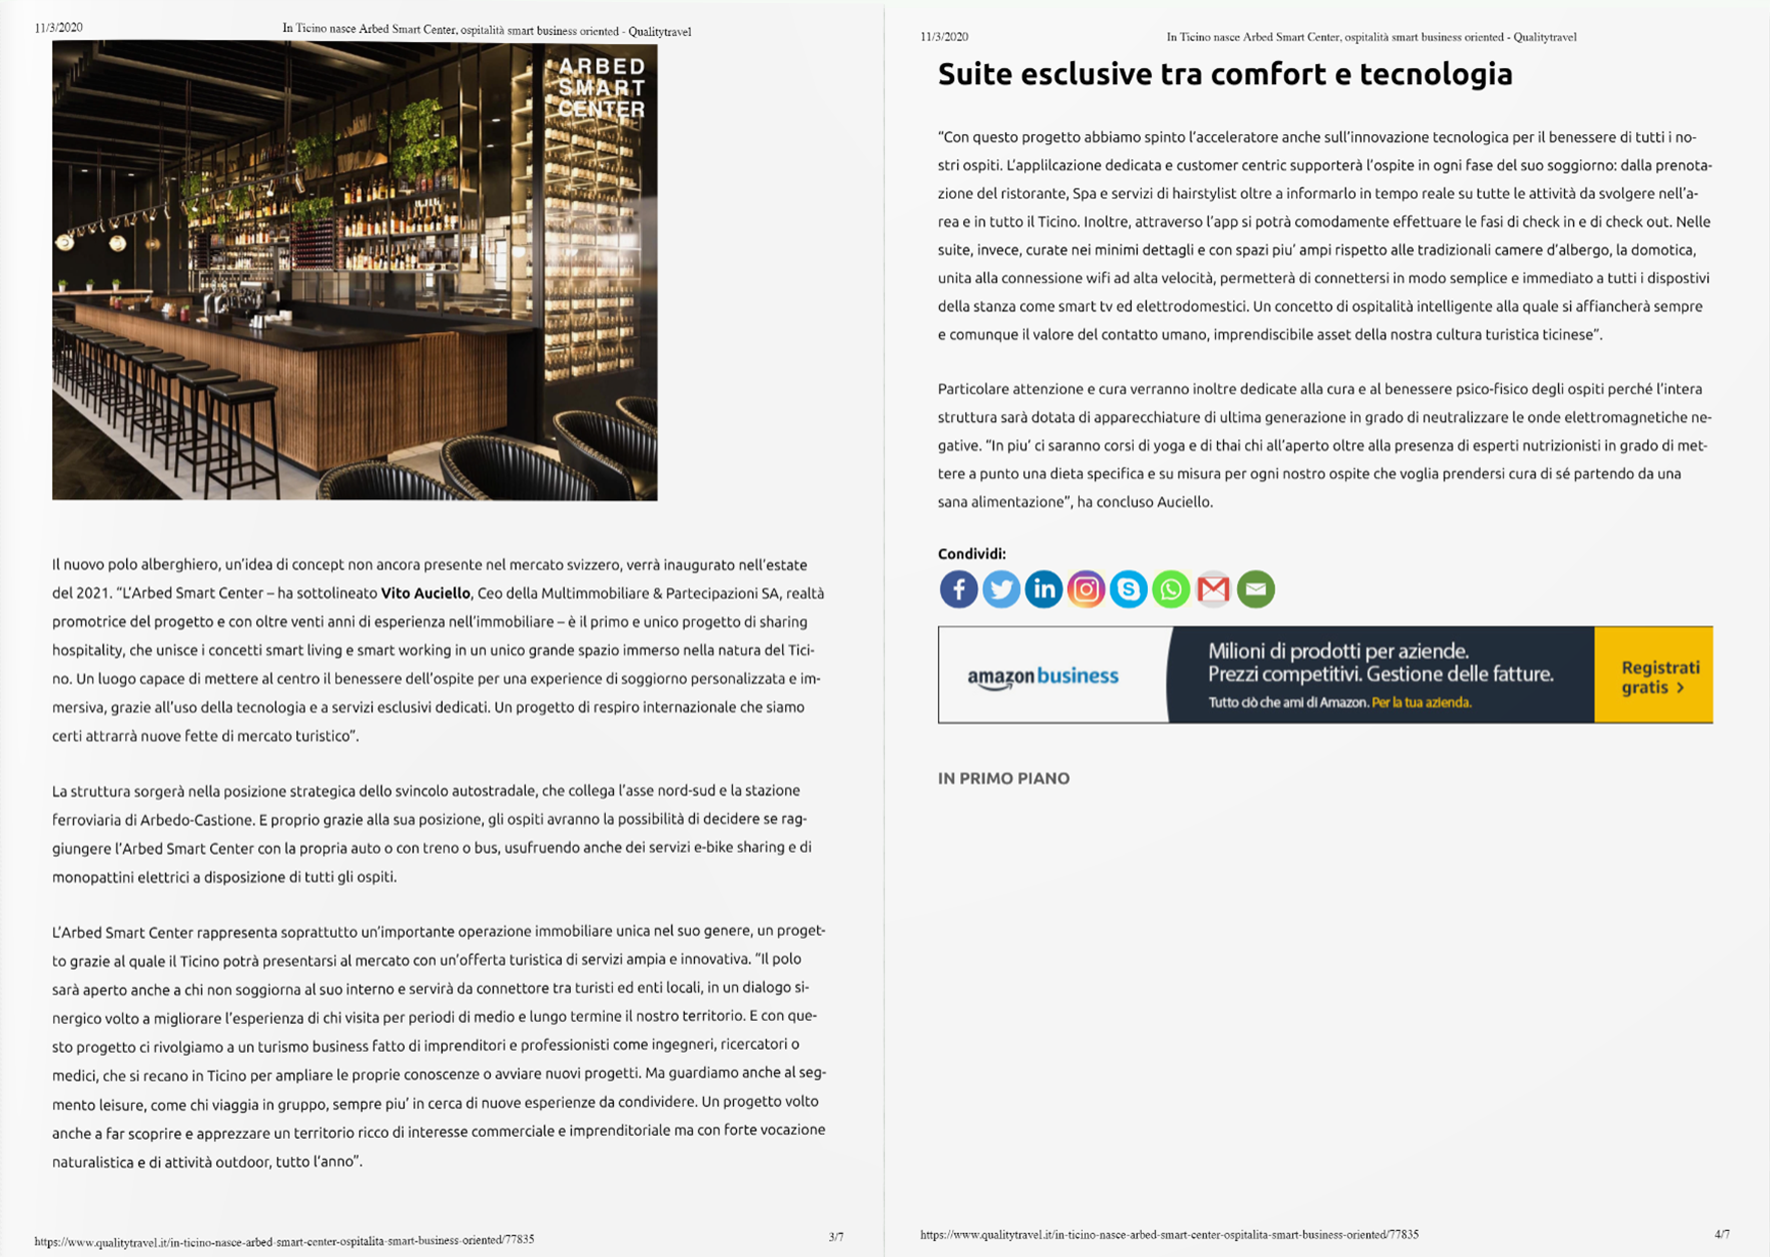 11/3/2020
In Ticino nasce Arbed Smart Center, ospitalità smart business oriented - Qualitytravel
ARBED
SMART
CENTER
Il nuovo polo alberghiero, un'idea di concept non ancora presente nel mercato svizzero, verrà inaugurato nell'estate
del 2021. "L'Arbed Smart Center – ha sottolineato Vito Auciello, Ceo della Multimmobiliare & Partecipazioni SA, realtà
promotrice del progetto e con oltre venti anni di esperienza nell'immobiliare – è il primo e unico progetto di sharing
hospitality, che unisce i concetti smart living e smart working in un unico grande spazio immerso nella natura del Tici-
no. Un luogo capace di mettere al centro il benessere dell'ospite per una experience di soggiorno personalizzata e im-
mersiva, grazie all'uso della tecnologia e a servizi esclusivi dedicati. Un progetto di respiro internazionale che siamo
certi attrarrà nuove fette di mercato turistico".
La struttura sorgerà nella posizione strategica dello svincolo autostradale, che collega l'asse nord-sud e la stazione
ferroviaria di Arbedo-Castione. E proprio grazie alla sua posizione, gli ospiti avranno la possibilità di decidere se rag-
giungere l'Arbed Smart Center con la propria auto o con treno o bus, usufruendo anche dei servizi e-bike sharing e di
monopattini elettrici a disposizione di tutti gli ospiti.
L'Arbed Smart Center rappresenta soprattutto un'importante operazione immobiliare unica nel suo genere, un proget-
to grazie al quale il Ticino potrà presentarsi al mercato con un'offerta turistica di servizi ampia e innovativa. "Il polo
sarà aperto anche a chi non soggiorna al suo interno e servirà da connettore tra turisti ed enti locali, in un dialogo si-
nergico volto a migliorare l'esperienza di chi visita per periodi di medio e lungo termine il nostro territorio. E con que-
sto progetto ci rivolgiamo a un turismo business fatto di imprenditori e professionisti come ingegneri, ricercatori o
medici, che si recano in Ticino per ampliare le proprie conoscenze o avviare nuovi progetti. Ma guardiamo anche al seg-
mento leisure, come chi viaggia in gruppo, sempre piu' in cerca di nuove esperienze da condividere. Un progetto volto
anche a far scoprire e apprezzare un territorio ricco di interesse commerciale e imprenditoriale ma con forte vocazione
naturalistica e di attività outdoor, tutto l'anno".
https://www.qualitytravel.it/in-ticino-nasce-arbed-smart-center-ospitalita-smart-business-oriented/77835
3/7
11/3/2020
In Ticino nasce Arbed Smart Center, ospitalità smart business oriented - Qualitytravel
Suite esclusive tra comfort e tecnologia
"Con questo progetto abbiamo spinto l'acceleratore anche sull'innovazione tecnologica per il benessere di tutti i no-
stri ospiti. L'applilcazione dedicata e customer centric supporterà l'ospite in ogni fase del suo soggiorno: dalla prenota-
zione del ristorante, Spa e servizi di hairstylist oltre a informarlo in tempo reale su tutte le attività da svolgere nell'a-
rea e in tutto il Ticino. Inoltre, attraverso l'app si potrà comodamente effettuare le fasi di check in e di check out. Nelle
suite, invece, curate nei minimi dettagli e con spazi piu' ampi rispetto alle tradizionali camere d'albergo, la domotica,
unita alla connessione wifi ad alta velocità, permetterà di connettersi in modo semplice e immediato a tutti i dispostivi
della stanza come smart tv ed elettrodomestici. Un concetto di ospitalità intelligente alla quale si affiancherà sempre
e comunque il valore del contatto umano, imprendiscibile asset della nostra cultura turistica ticinese".
Particolare attenzione e cura verranno inoltre dedicate alla cura e al benessere psico-fisico degli ospiti perché l'intera
struttura sarà dotata di apparecchiature di ultima generazione in grado di neutralizzare le onde elettromagnetiche ne-
gative. "In piu' ci saranno corsi di yoga e di thai chi all'aperto oltre alla presenza di esperti nutrizionisti in grado di met-
tere a punto una dieta specifica e su misura per ogni nostro ospite che voglia prendersi cura di sé partendo da una
sana alimentazione", ha concluso Auciello.
Condividi:
amazon business
Milioni di prodotti per aziende.
Prezzi competitivi. Gestione delle fatture.
Tutto ciò che ami di Amazon. Per la tua azienda.
Registrati
gratis >
IN PRIMO PIANO
https://www.qualitytravel.it/in-ticino-nasce-arbed-smart-center-ospitalita-smart-business-oriented/77835
4/7